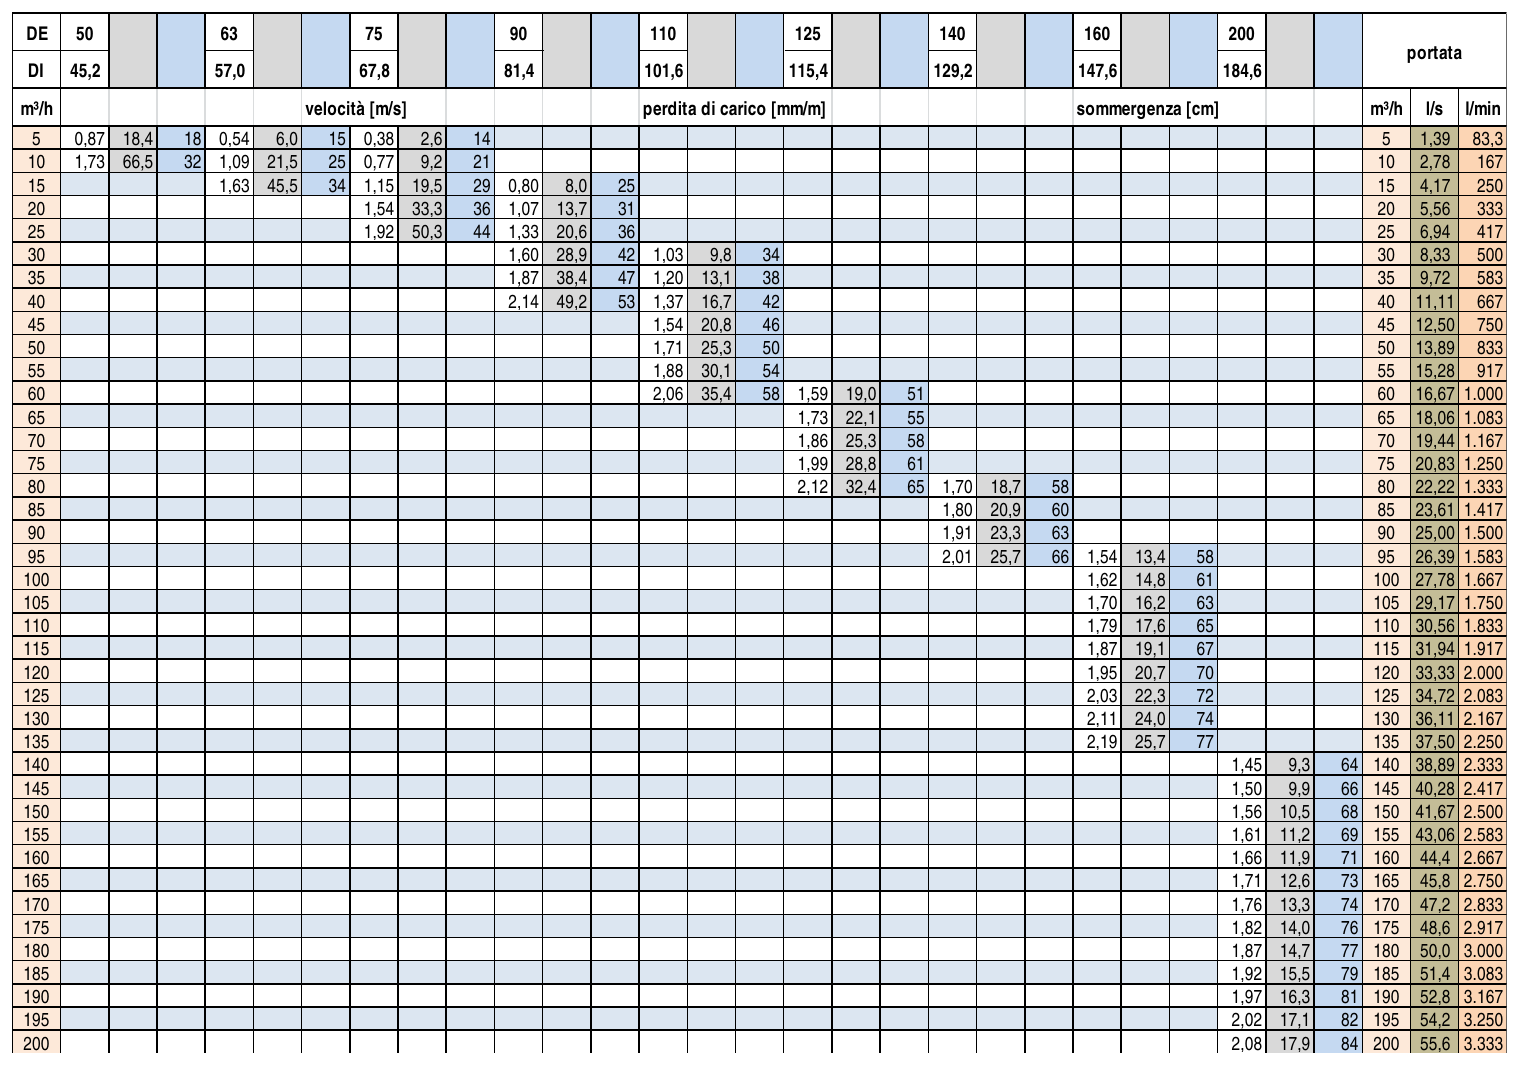 DE 50 63 75 90 110 125 140 160 200 portata
DI 45,2 57,0 67,8 81,4 101,6 115,4 129,2 147,6 184,6
m³/h velocità [m/s] perdita di carico [mm/m] sommergenza [cm] m³/h l/s l/min
5 0,87 18,4 18 0,54 6,0 15 0,38 2,6 14 5 1,39 83,3
10 1,73 66,5 32 1,09 21,5 25 0,77 9,2 21 10 2,78 167
15 1,63 45,5 34 1,15 19,5 29 0,80 8,0 25 15 4,17 250
20 1,54 33,3 36 1,07 13,7 31 20 5,56 333
25 1,92 50,3 44 1,33 20,6 36 25 6,94 417
30 1,60 28,9 42 1,03 9,8 34 30 8,33 500
35 1,87 38,4 47 1,20 13,1 38 35 9,72 583
40 2,14 49,2 53 1,37 16,7 42 40 11,11 667
45 1,54 20,8 46 45 12,50 750
50 1,71 25,3 50 50 13,89 833
55 1,88 30,1 54 55 15,28 917
60 2,06 35,4 58 1,59 19,0 51 60 16,67 1.000
65 1,73 22,1 55 65 18,06 1.083
70 1,86 25,3 58 70 19,44 1.167
75 1,99 28,8 61 75 20,83 1.250
80 2,12 32,4 65 1,70 18,7 58 80 22,22 1.333
85 1,80 20,9 60 85 23,61 1.417
90 1,91 23,3 63 90 25,00 1.500
95 2,01 25,7 66 1,54 13,4 58 95 26,39 1.583
100 1,62 14,8 61 100 27,78 1.667
105 1,70 16,2 63 105 29,17 1.750
110 1,79 17,6 65 110 30,56 1.833
115 1,87 19,1 67 115 31,94 1.917
120 1,95 20,7 70 120 33,33 2.000
125 2,03 22,3 72 125 34,72 2.083
130 2,11 24,0 74 130 36,11 2.167
135 2,19 25,7 77 135 37,50 2.250
140 1,45 9,3 64 140 38,89 2.333
145 1,50 9,9 66 145 40,28 2.417
150 1,56 10,5 68 150 41,67 2.500
155 1,61 11,2 69 155 43,06 2.583
160 1,66 11,9 71 160 44,4 2.667
165 1,71 12,6 73 165 45,8 2.750
170 1,76 13,3 74 170 47,2 2.833
175 1,82 14,0 76 175 48,6 2.917
180 1,87 14,7 77 180 50,0 3.000
185 1,92 15,5 79 185 51,4 3.083
190 1,97 16,3 81 190 52,8 3.167
195 2,02 17,1 82 195 54,2 3.250
200 2,08 17,9 84 200 55,6 3.333